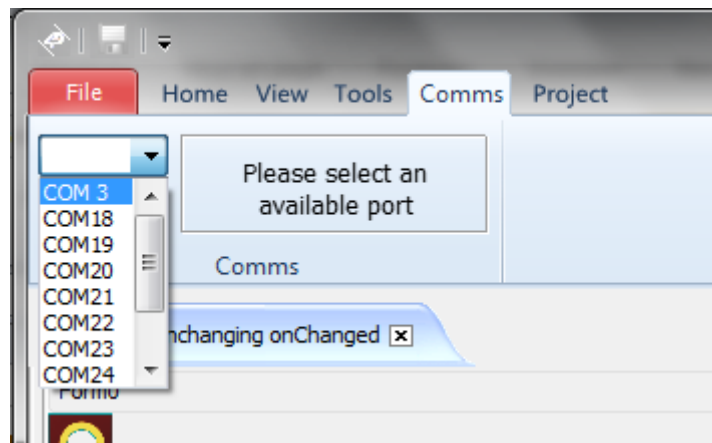 File Home View Tools Comms Project
Please select an
available port
COM 3
COM18
COM19
COM20
COM21
COM22
COM23
COM24
Comms
nchanging onChanged